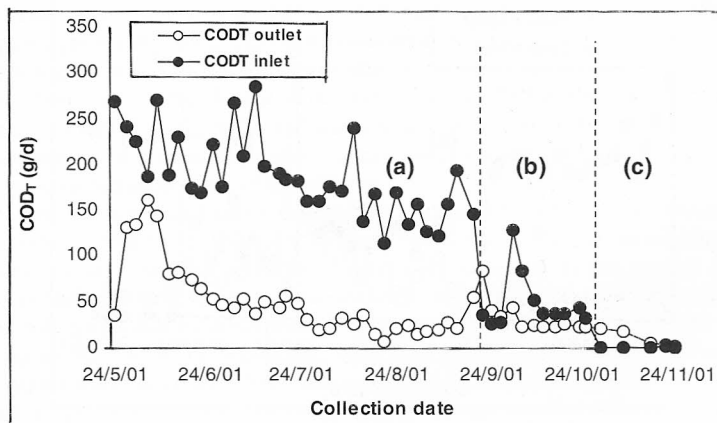 350
300
250
200
150
100
50
0
COD_T (g/d)
CODT outlet
CODT inlet
(a)
(b)
(c)
24/5/01 24/6/01 24/7/01 24/8/01 24/9/01 24/10/01 24/11/01
Collection date